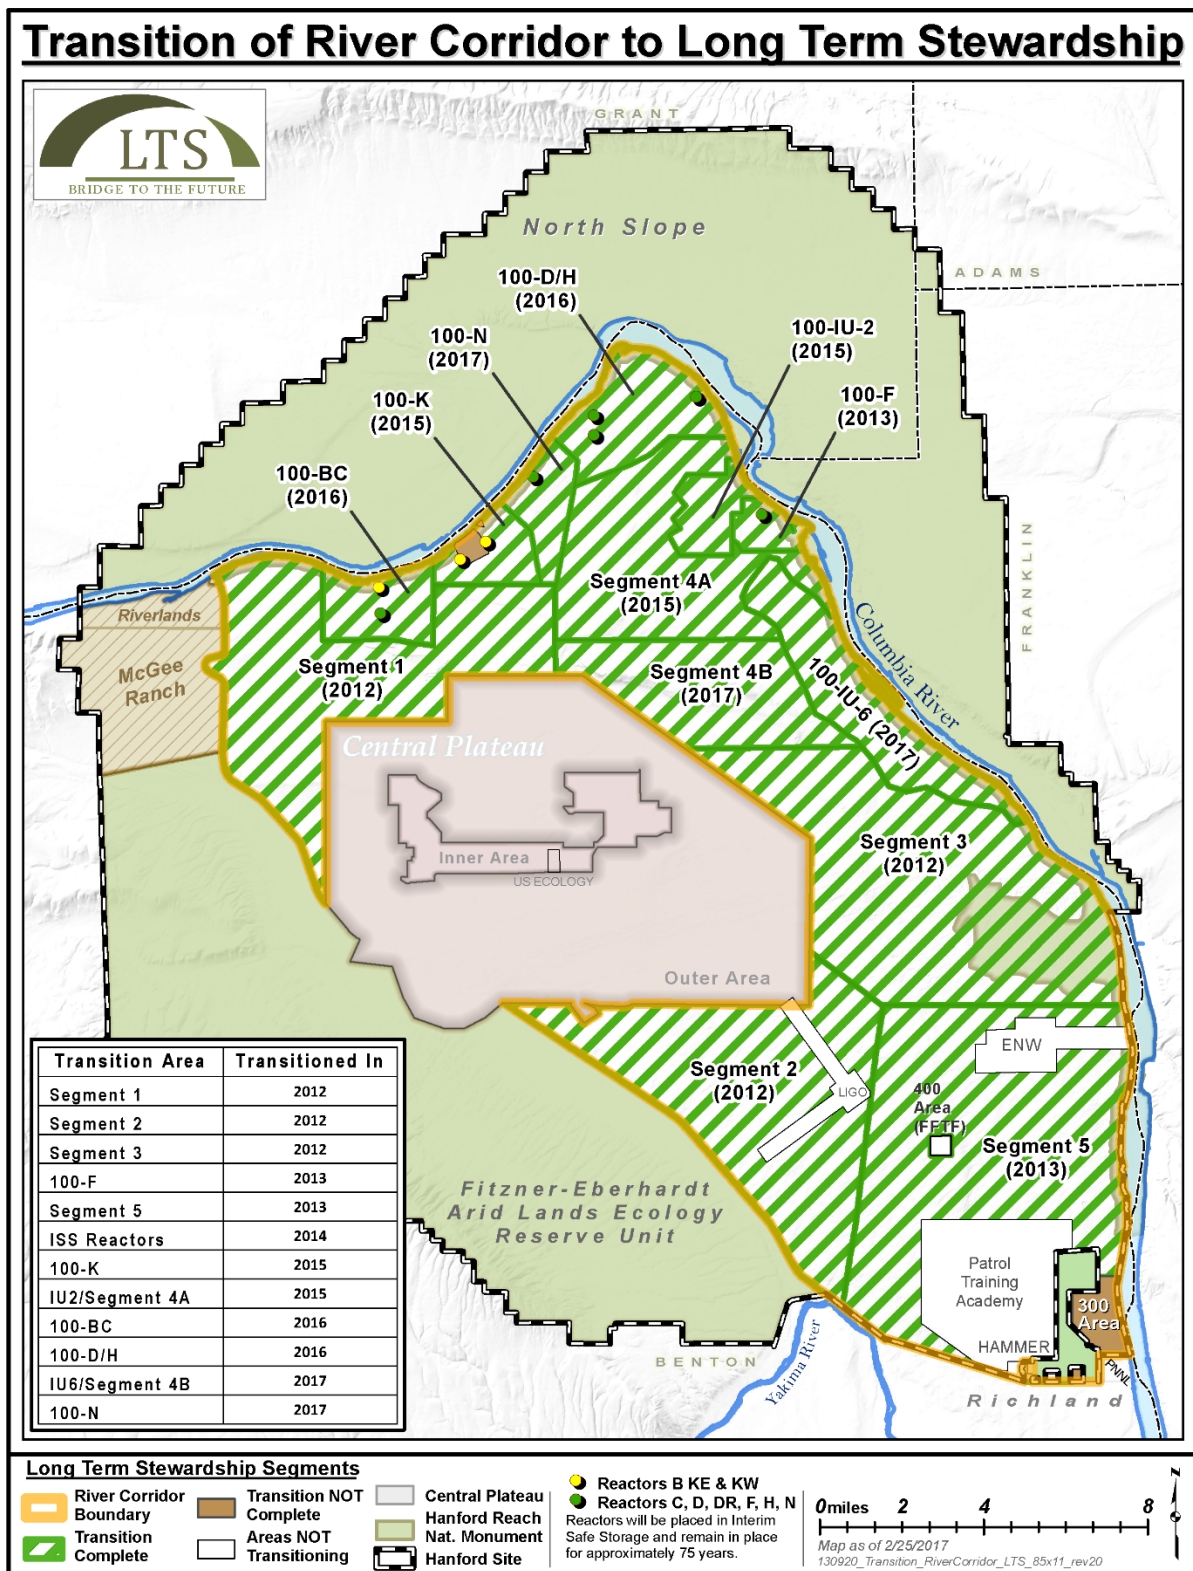 Transition of River Corridor to Long Term Stewardship
LTS
BRIDGE TO THE FUTURE
GRANT
North Slope
ADAMS
100-D/H
(2016)
100-N
(2017)
100-IU-2
(2015)
100-K
(2015)
100-F
(2013)
100-BC
(2016)
FRANKLIN
Segment 4A
(2015)
Riverlands
McGee
Ranch
Columbia River
Segment 1
(2012)
Segment 4B
(2017)
100-IU-6 (2017)
Central Plateau
Inner Area
US ECOLOGY
Segment 3
(2012)
Outer Area
ENW
Segment 2
(2012)
LIGO
400
Area
(FFTF)
Segment 5
(2013)
Fitzner-Eberhardt
Arid Lands Ecology
Reserve Unit
Patrol
Training
Academy
300
Area
HAMMER
PNNL
BENTON
Yakima River
Richland
Transition Area Transitioned In
Segment 1 2012
Segment 2 2012
Segment 3 2012
100-F 2013
Segment 5 2013
ISS Reactors 2014
100-K 2015
IU2/Segment 4A 2015
100-BC 2016
100-D/H 2016
IU6/Segment 4B 2017
100-N 2017
Long Term Stewardship Segments
River Corridor
Boundary
Transition
Complete
Transition NOT
Complete
Areas NOT
Transitioning
Central Plateau
Hanford Reach
Nat. Monument
Hanford Site
Reactors B KE & KW
Reactors C, D, DR, F, H, N
Reactors will be placed in Interim
Safe Storage and remain in place
for approximately 75 years.
0miles 2 4 8
Map as of 2/25/2017
130920_Transition_RiverCorridor_LTS_85x11_rev20
Z